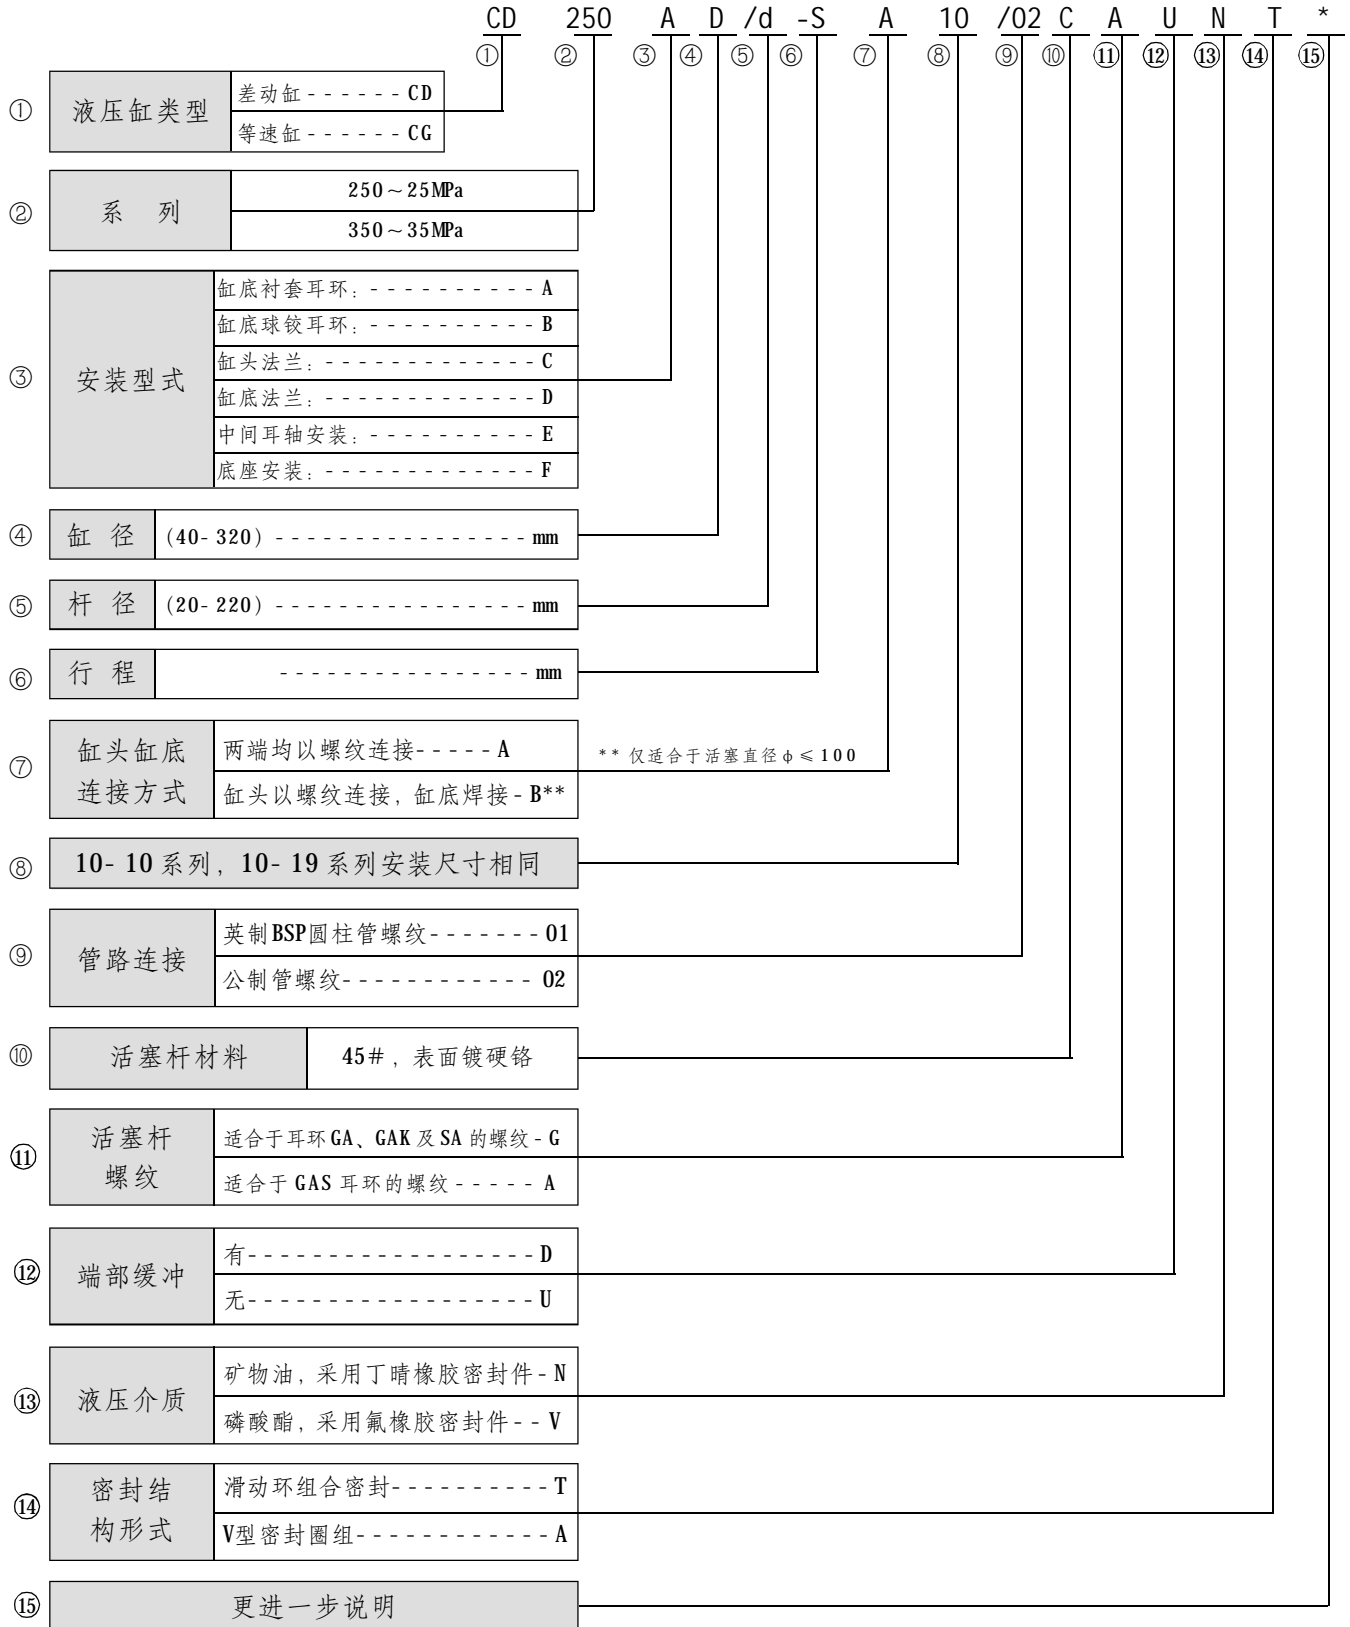 CD 250 A D /d -S A 10 /02 C A U N T *
① ② ③ ④ ⑤ ⑥ ⑦ ⑧ ⑨ ⑩ ⑪ ⑫ ⑬ ⑭ ⑮
① 液压缸类型
差动缸------CD
等速缸------CG
② 系 列
250~25MPa
350~35MPa
③ 安装型式
缸底衬套耳环:----------A
缸底球铰耳环:----------B
缸头法兰:-------------C
缸底法兰:-------------D
中间耳轴安装:----------E
底座安装:-------------F
④ 缸 径 (40-320)----------------mm
⑤ 杆 径 (20-220)----------------mm
⑥ 行 程 ----------------mm
⑦ 缸头缸底
连接方式
两端均以螺纹连接-----A
缸头以螺纹连接,缸底焊接-B**
** 仅适合于活塞直径φ≤100
⑧ 10-10系列,10-19系列安装尺寸相同
⑨ 管路连接
英制BSP圆柱管螺纹-------01
公制管螺纹------------02
⑩ 活塞杆材料 45#,表面镀硬铬
⑪ 活塞杆
螺纹
适合于耳环GA、GAK及SA的螺纹-G
适合于GAS耳环的螺纹-----A
⑫ 端部缓冲
有------------------D
无------------------U
⑬ 液压介质
矿物油,采用丁晴橡胶密封件-N
磷酸酯,采用氟橡胶密封件--V
⑭ 密封结
构形式
滑动环组合密封----------T
V型密封圈组------------A
⑮ 更进一步说明